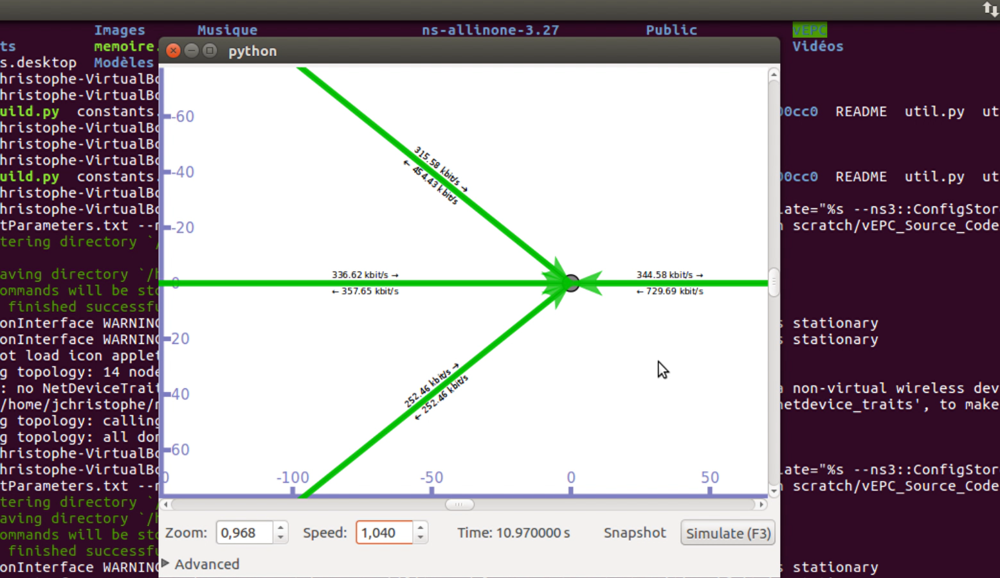 Images Musique ns-allinone-3.27 Public vEPC
ts memoire. Vidéos
s.desktop Modèles
python
hristophe-VirtualBo
hristophe-VirtualBo
uild.py constants. 00cc0 README util.py ut
hristophe-VirtualBo
hristophe-VirtualBo
hristophe-VirtualBo
uild.py constants. 00cc0 README util.py ut
hristophe-VirtualBo
hristophe-VirtualBo late="%s --ns3::ConfigStor
tParameters.txt --n scratch/vEPC_Source_Code
tering directory `/
aving directory `/h
ommands will be sto
finished successfu
onInterface WARNING s stationary
onInterface WARNING s stationary
ot load icon applet
g topology: 14 node
: no NetDeviceTrait a non-virtual wireless dev
/home/jchristophe/n netdevice_traits', to make
g topology: calling
g topology: all don
hristophe-VirtualBo
hristophe-VirtualBo late="%s --ns3::ConfigStor
tParameters.txt --n scratch/vEPC_Source_Code
tering directory `
aving directory `/h
ommands will be sto
finished successfu
onInterface WARNING s stationary
-60
-40
-20
0
20
40
60
315.58 kbit/s →
← 454.43 kbit/s
336.62 kbit/s →
← 357.65 kbit/s
344.58 kbit/s →
← 729.69 kbit/s
252.46 kbit/s →
← 252.46 kbit/s
0 -100 -50 0 50
Zoom: 0,968 Speed: 1,040 Time: 10.970000 s Snapshot Simulate (F3)
Advanced